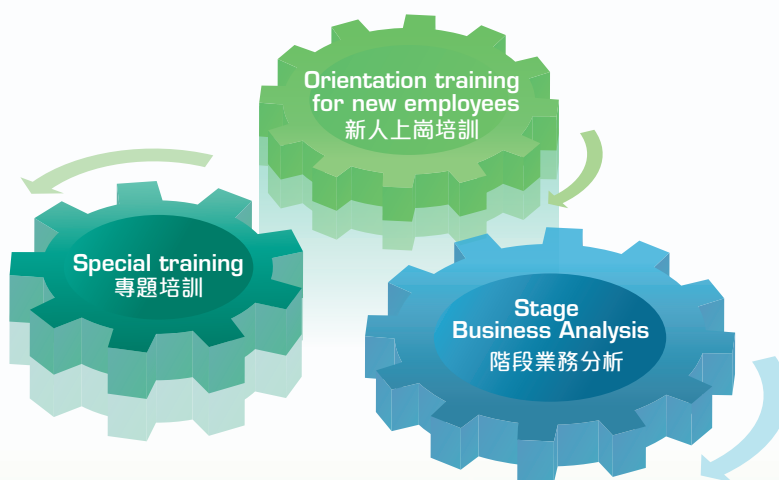 Orientation training
for new employees
新人上崗培訓
Special training
專題培訓
Stage
Business Analysis
階段業務分析